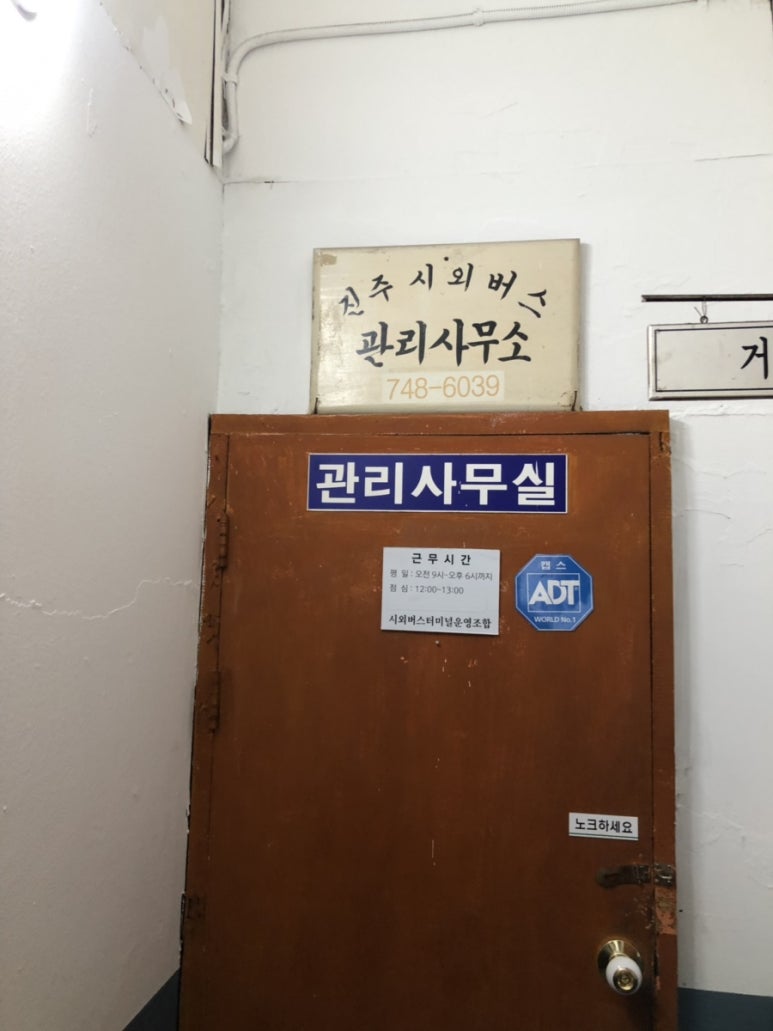 진주시외버스
관리사무소
748-6039
거
관리사무실
근무시간
평 일 : 오전 9시~오후 6시까지
점 심 : 12:00~13:00
시외버스터미널운영조합
캡스
ADT
WORLD No.1
노크하세요